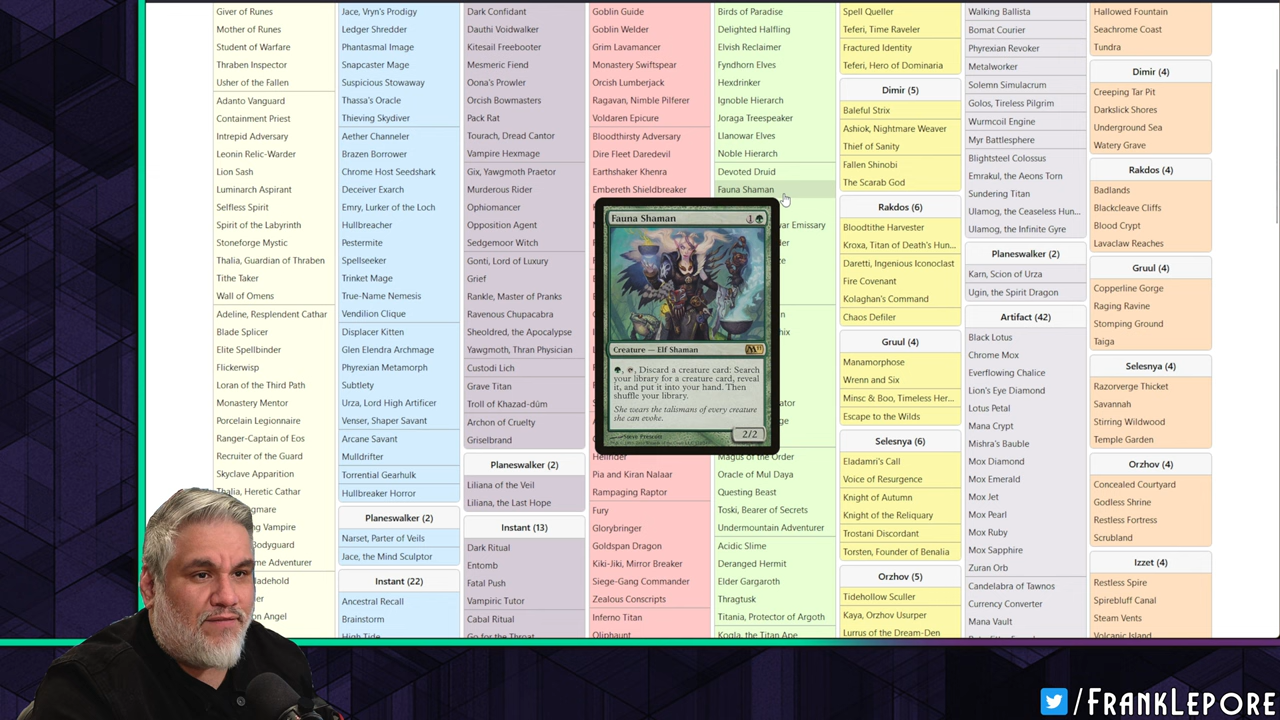 Giver of Runes
Mother of Runes
Student of Warfare
Thraben Inspector
Usher of the Fallen
Adanto Vanguard
Containment Priest
Intrepid Adversary
Leonin Relic-Warder
Lion Sash
Luminarch Aspirant
Selfless Spirit
Spirit of the Labyrinth
Stoneforge Mystic
Thalia, Guardian of Thraben
Tithe Taker
Wall of Omens
Adeline, Resplendent Cathar
Blade Splicer
Elite Spellbinder
Flickerwisp
Loran of the Third Path
Monastery Mentor
Porcelain Legionnaire
Ranger-Captain of Eos
Recruiter of the Guard
Skyclave Apparition
Thalia, Heretic Cathar
Jace, Vryn's Prodigy
Ledger Shredder
Phantasmal Image
Snapcaster Mage
Suspicious Stowaway
Thassa's Oracle
Thieving Skydiver
Aether Channeler
Brazen Borrower
Chrome Host Seedshark
Deceiver Exarch
Emry, Lurker of the Loch
Hullbreacher
Pestermite
Spellseeker
Trinket Mage
True-Name Nemesis
Vendilion Clique
Displacer Kitten
Glen Elendra Archmage
Phyrexian Metamorph
Subtlety
Urza, Lord High Artificer
Venser, Shaper Savant
Arcane Savant
Mulldrifter
Torrential Gearhulk
Hullbreaker Horror
Planeswalker (2)
Narset, Parter of Veils
Jace, the Mind Sculptor
Instant (22)
Ancestral Recall
Brainstorm
High Tide
Dark Confidant
Dauthi Voidwalker
Kitesail Freebooter
Mesmeric Fiend
Oona's Prowler
Orcish Bowmasters
Pack Rat
Tourach, Dread Cantor
Vampire Hexmage
Gix, Yawgmoth Praetor
Murderous Rider
Ophiomancer
Opposition Agent
Sedgemoor Witch
Gonti, Lord of Luxury
Grief
Rankle, Master of Pranks
Ravenous Chupacabra
Sheoldred, the Apocalypse
Yawgmoth, Thran Physician
Custodi Lich
Grave Titan
Troll of Khazad-dûm
Archon of Cruelty
Griselbrand
Planeswalker (2)
Liliana of the Veil
Liliana, the Last Hope
Instant (13)
Dark Ritual
Entomb
Fatal Push
Vampiric Tutor
Cabal Ritual
Go for the Throat
Goblin Guide
Goblin Welder
Grim Lavamancer
Monastery Swiftspear
Orcish Lumberjack
Ragavan, Nimble Pilferer
Voldaren Epicure
Bloodthirsty Adversary
Dire Fleet Daredevil
Earthshaker Khenra
Embereth Shieldbreaker
Hellrider
Pia and Kiran Nalaar
Rampaging Raptor
Fury
Glorybringer
Goldspan Dragon
Kiki-Jiki, Mirror Breaker
Siege-Gang Commander
Zealous Conscripts
Inferno Titan
Oliphaunt
Birds of Paradise
Delighted Halfling
Elvish Reclaimer
Fyndhorn Elves
Hexdrinker
Ignoble Hierarch
Joraga Treespeaker
Llanowar Elves
Noble Hierarch
Devoted Druid
Fauna Shaman
Magus of the Order
Oracle of Mul Daya
Questing Beast
Toski, Bearer of Secrets
Undermountain Adventurer
Acidic Slime
Deranged Hermit
Elder Gargaroth
Thragtusk
Titania, Protector of Argoth
Kogla, the Titan Ape
Fauna Shaman
Creature — Elf Shaman
, , Discard a creature card: Search
your library for a creature card, reveal
it, and put it into your hand. Then
shuffle your library.
She wears the talismans of every creature
she can evoke.
2/2
Spell Queller
Teferi, Time Raveler
Fractured Identity
Teferi, Hero of Dominaria
Dimir (5)
Baleful Strix
Ashiok, Nightmare Weaver
Thief of Sanity
Fallen Shinobi
The Scarab God
Rakdos (6)
Bloodtithe Harvester
Kroxa, Titan of Death's Hun...
Daretti, Ingenious Iconoclast
Fire Covenant
Kolaghan's Command
Chaos Defiler
Gruul (4)
Manamorphose
Wrenn and Six
Minsc & Boo, Timeless Her...
Escape to the Wilds
Selesnya (6)
Eladamri's Call
Voice of Resurgence
Knight of Autumn
Knight of the Reliquary
Trostani Discordant
Torsten, Founder of Benalia
Orzhov (5)
Tidehollow Sculler
Kaya, Orzhov Usurper
Lurrus of the Dream-Den
Walking Ballista
Bomat Courier
Phyrexian Revoker
Metalworker
Solemn Simulacrum
Golos, Tireless Pilgrim
Wurmcoil Engine
Myr Battlesphere
Blightsteel Colossus
Emrakul, the Aeons Torn
Sundering Titan
Ulamog, the Ceaseless Hun...
Ulamog, the Infinite Gyre
Planeswalker (2)
Karn, Scion of Urza
Ugin, the Spirit Dragon
Artifact (42)
Black Lotus
Chrome Mox
Everflowing Chalice
Lion's Eye Diamond
Lotus Petal
Mana Crypt
Mishra's Bauble
Mox Diamond
Mox Emerald
Mox Jet
Mox Pearl
Mox Ruby
Mox Sapphire
Zuran Orb
Candelabra of Tawnos
Currency Converter
Mana Vault
Hallowed Fountain
Seachrome Coast
Tundra
Dimir (4)
Creeping Tar Pit
Darkslick Shores
Underground Sea
Watery Grave
Rakdos (4)
Badlands
Blackcleave Cliffs
Blood Crypt
Lavaclaw Reaches
Gruul (4)
Copperline Gorge
Raging Ravine
Stomping Ground
Taiga
Selesnya (4)
Razorverge Thicket
Savannah
Stirring Wildwood
Temple Garden
Orzhov (4)
Concealed Courtyard
Godless Shrine
Restless Fortress
Scrubland
Izzet (4)
Restless Spire
Spirebluff Canal
Steam Vents
Volcanic Island
/FrankLepore